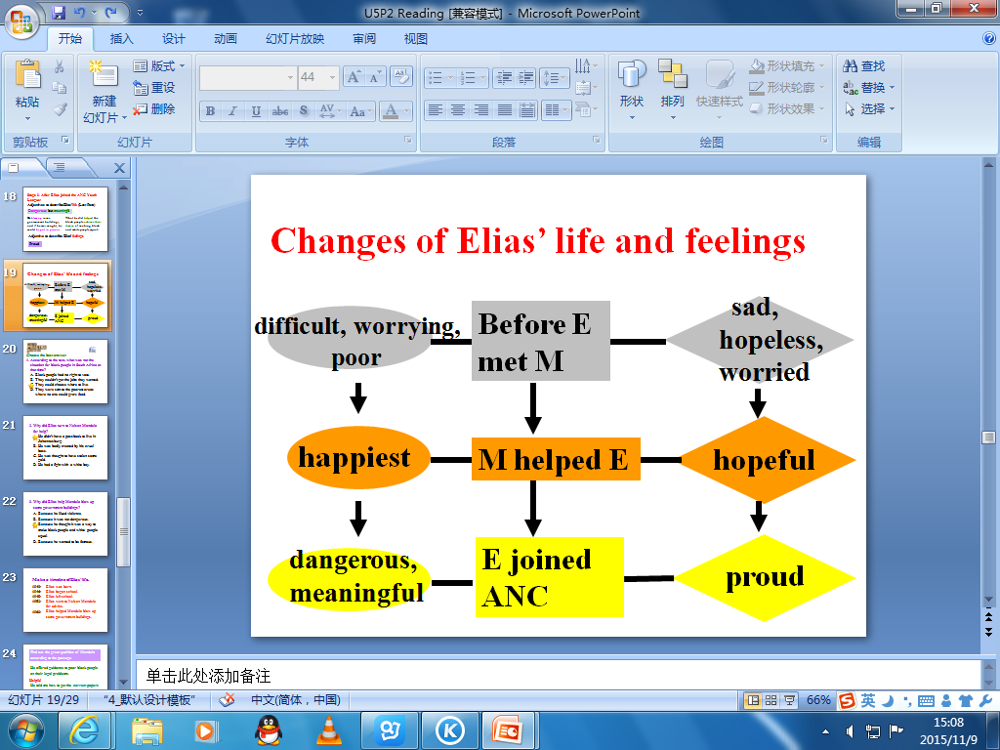 U5P2 Reading [兼容模式] - Microsoft PowerPoint
开始 插入 设计 动画 幻灯片放映 审阅 视图
粘贴
剪贴板
新建
幻灯片
版式
重设
删除
幻灯片
44
字体
段落
形状
排列
快速样式
形状填充
形状轮廓
形状效果
绘图
查找
替换
选择
编辑
18
19
20
21
22
23
24
Changes of Elias’ life and feelings
difficult, worrying,
poor
Before E
met M
sad,
hopeless,
worried
happiest
M helped E
hopeful
dangerous,
meaningful
E joined
ANC
proud
单击此处添加备注
幻灯片 19/29
“4_默认设计模板”
中文(简体，中国)
66%
英
15:08
2015/11/9